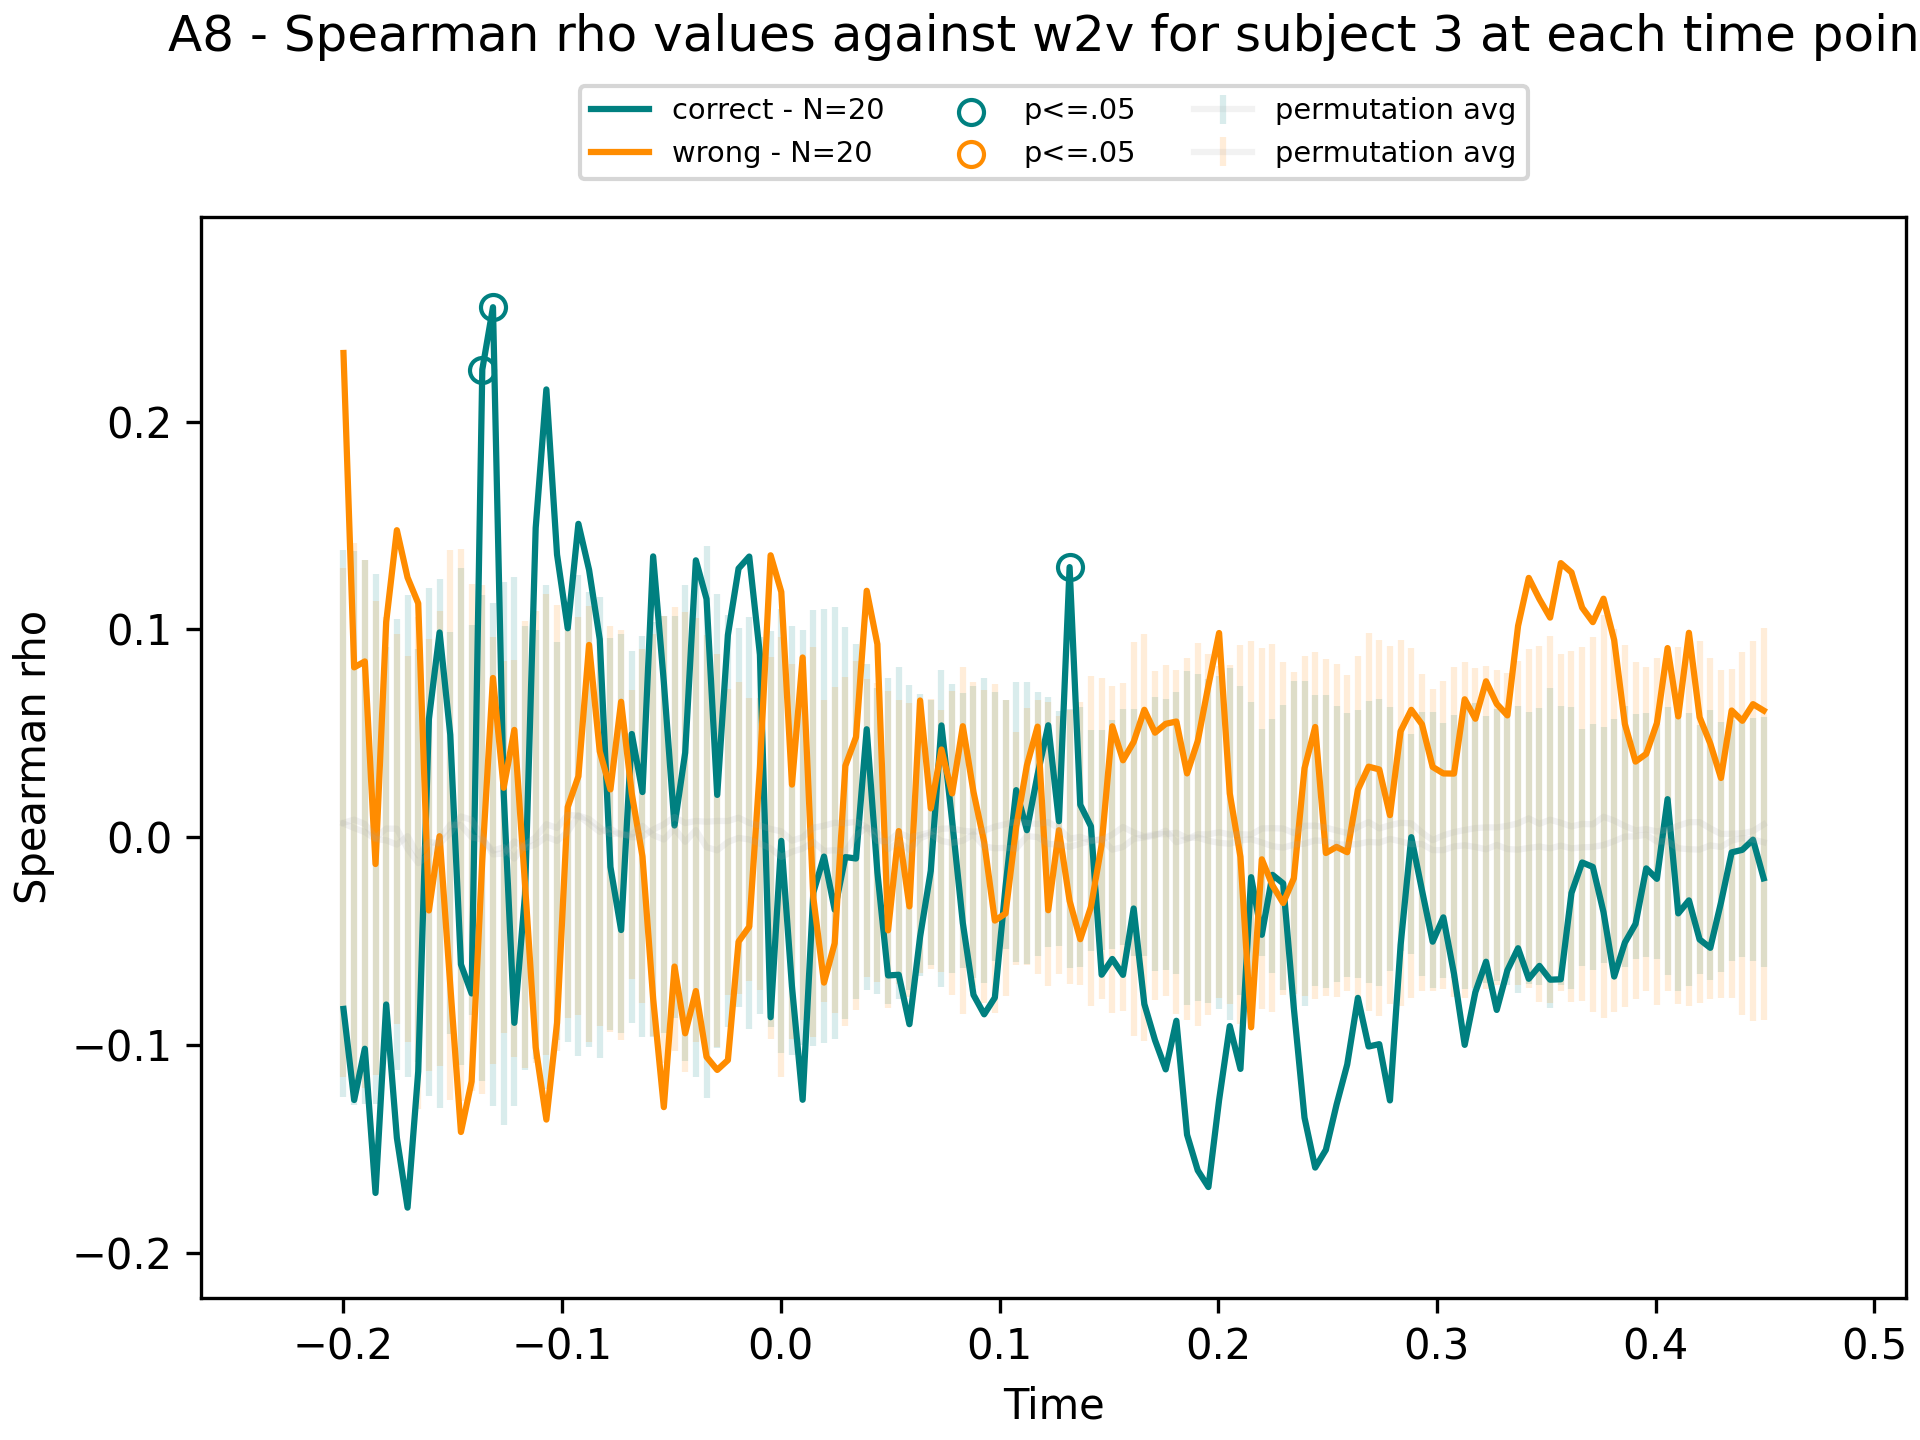 A8 - Spearman rho values against w2v for subject 3 at each time poin
correct - N=20 p<=.05 permutation avg
wrong - N=20 p<=.05 permutation avg
Spearman rho
0.2
0.1
0.0
−0.1
−0.2
−0.2 −0.1 0.0 0.1 0.2 0.3 0.4 0.5
Time